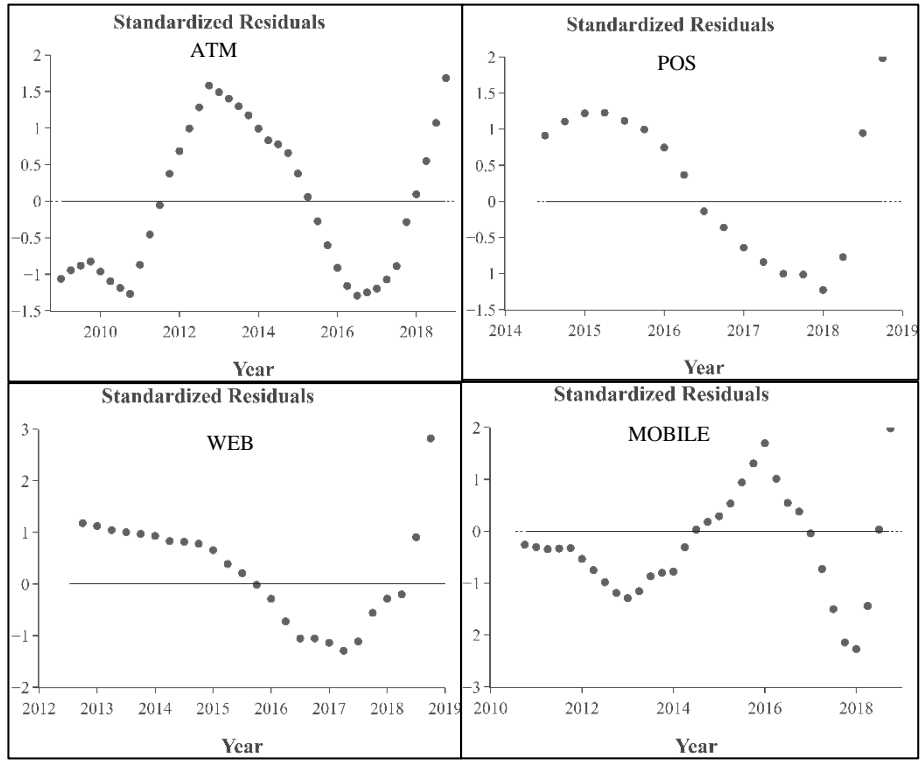 Standardized Residuals
ATM
2
1.5
1
0.5
0
−0.5
−1
−1.5
2010 2012 2014 2016 2018
Year
Standardized Residuals
POS
2
1.5
1
0.5
0
−0.5
1
−1.5
2014 2015 2016 2017 2018 2019
Year
Standardized Residuals
WEB
3
2
1
0
−1
−2
2012 2013 2014 2015 2016 2017 2018 2019
Year
Standardized Residuals
MOBILE
2
1
0
−1
2
−3
2010 2012 2014 2016 2018
Year